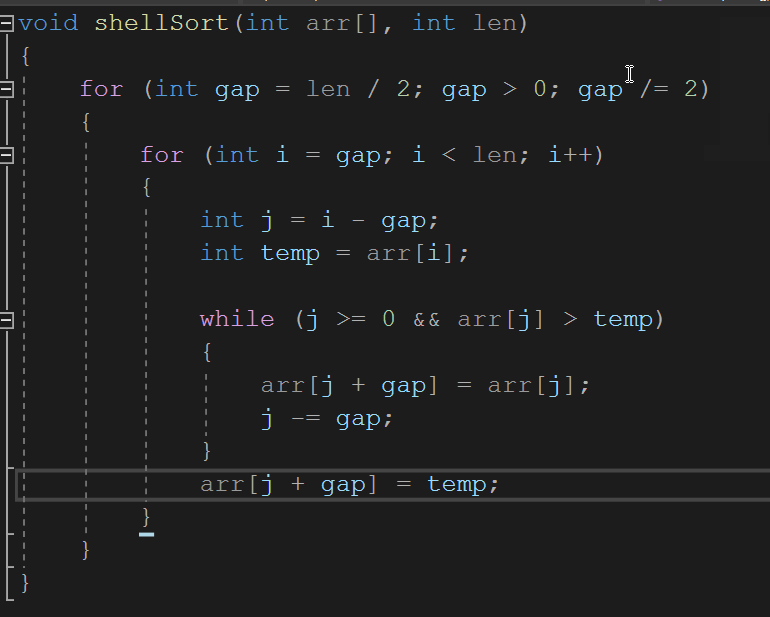 void shellSort(int arr[], int len)
{
    for (int gap = len / 2; gap > 0; gap /= 2)
    {
        for (int i = gap; i < len; i++)
        {
            int j = i - gap;
            int temp = arr[i];

            while (j >= 0 && arr[j] > temp)
            {
                arr[j + gap] = arr[j];
                j -= gap;
            }
            arr[j + gap] = temp;
        }
    }
}